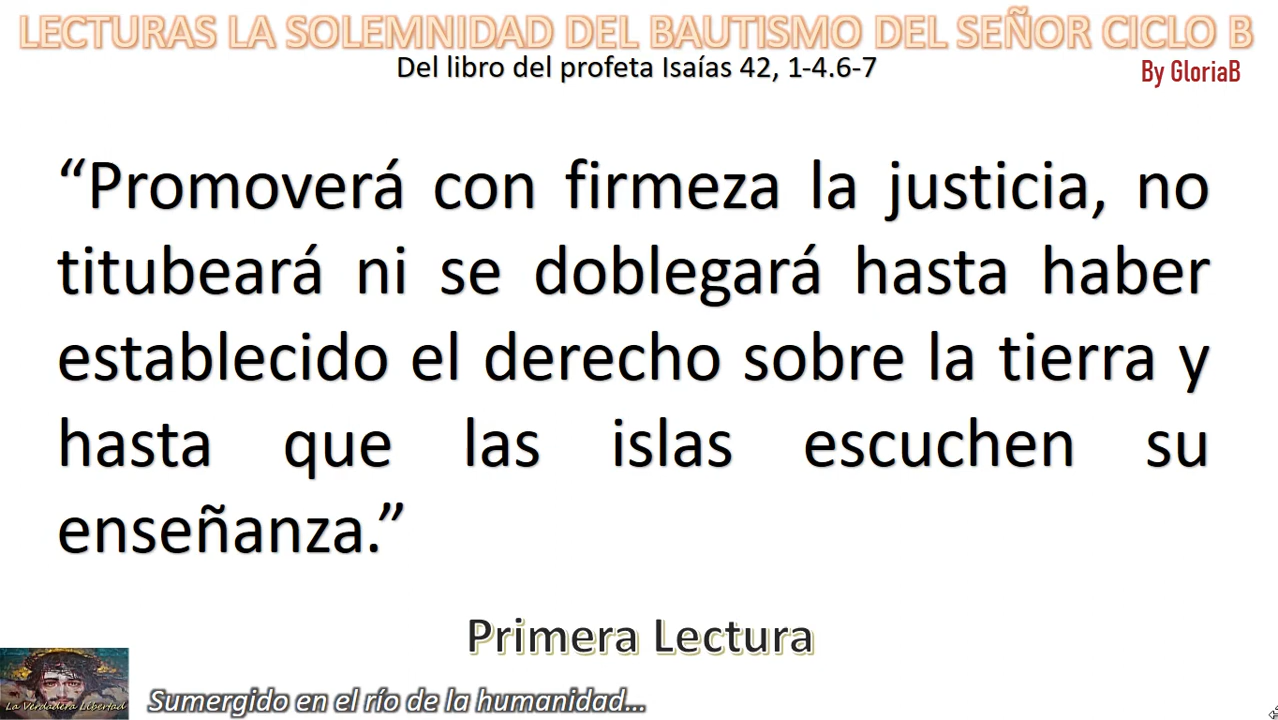 LECTURAS LA SOLEMNIDAD DEL BAUTISMO DEL SEÑOR CICLO B
Del libro del profeta Isaías 42, 1-4.6-7
By GloriaB
“Promoverá con firmeza la justicia, no
titubeará ni se doblegará hasta haber
establecido el derecho sobre la tierra y
hasta que las islas escuchen su
enseñanza.”
Primera Lectura
La Verdadera Libertad
Sumergido en el río de la humanidad...